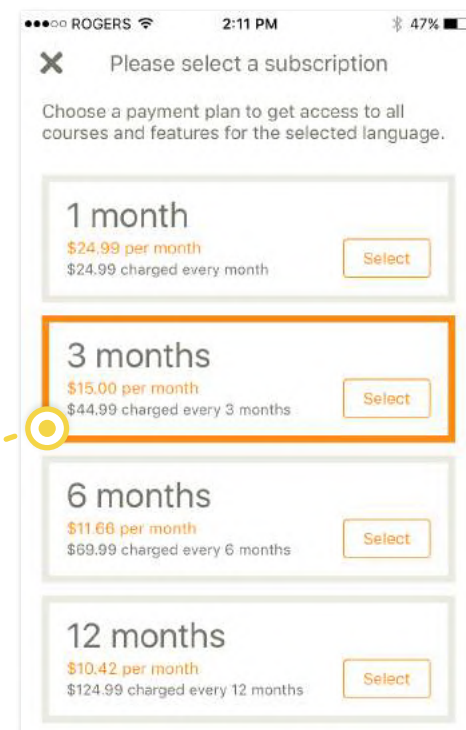 ROGERS 2:11 PM 47%
Please select a subscription
Choose a payment plan to get access to all
courses and features for the selected language.
1 month
$24.99 per month
$24.99 charged every month
Select
3 months
$15.00 per month
$44.99 charged every 3 months
Select
6 months
$11.66 per month
$69.99 charged every 6 months
Select
12 months
$10.42 per month
$124.99 charged every 12 months
Select